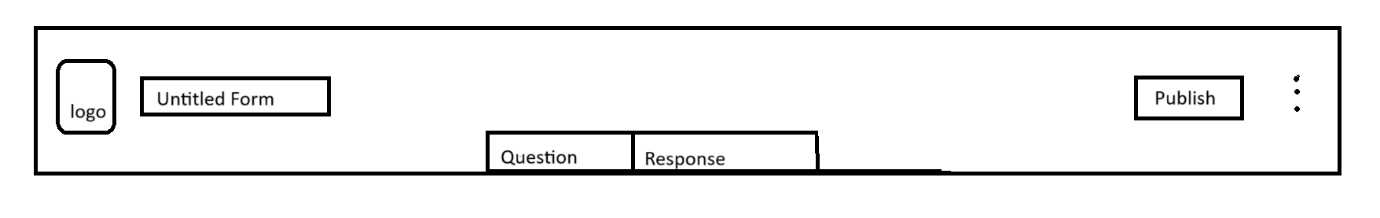 logo
Untitled Form
Publish
Question
Response